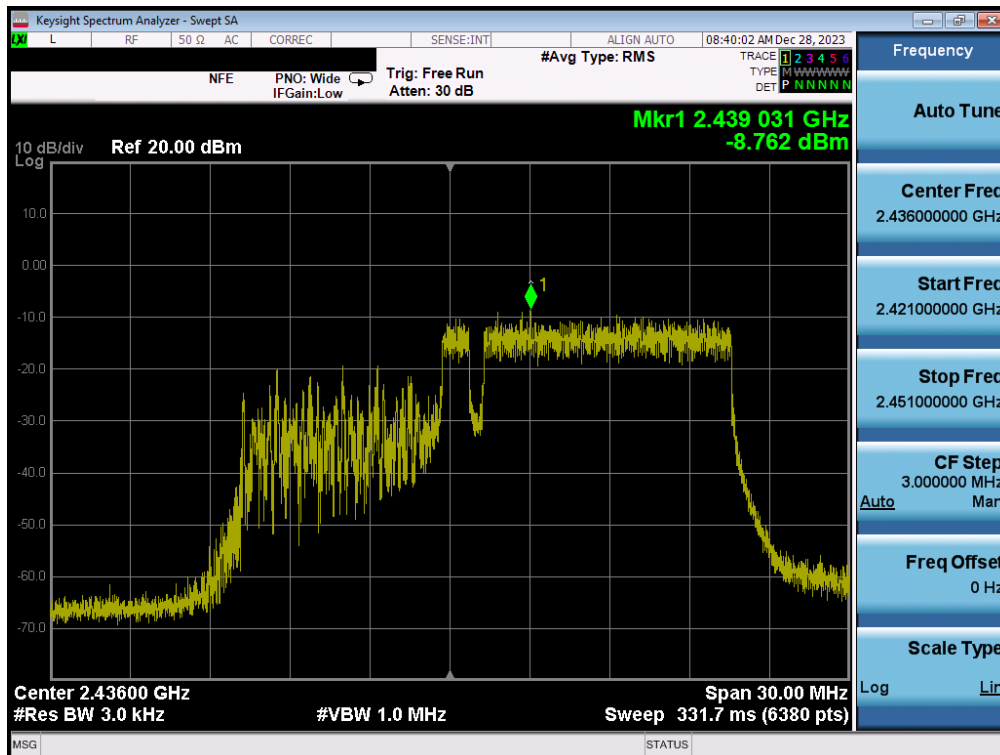 Keysight Spectrum Analyzer - Swept SA
LXI L RF 50 Ω AC CORREC SENSE:INT ALIGN AUTO 08:40:02 AM Dec 28, 2023
NFE PNO: Wide Trig: Free Run #Avg Type: RMS TRACE 1 2 3 4 5 6
IFGain:Low Atten: 30 dB TYPE M WWWWW
DET P N N N N N
Mkr1 2.439 031 GHz
-8.762 dBm
10 dB/div Ref 20.00 dBm
Log
10.0
0.00
-10.0
-20.0
-30.0
-40.0
-50.0
-60.0
-70.0
1
Center 2.43600 GHz Span 30.00 MHz
#Res BW 3.0 kHz #VBW 1.0 MHz Sweep 331.7 ms (6380 pts)
MSG STATUS
Frequency
Auto Tune
Center Freq
2.436000000 GHz
Start Freq
2.421000000 GHz
Stop Freq
2.451000000 GHz
CF Step
3.000000 MHz
Auto Man
Freq Offset
0 Hz
Scale Type
Log Lin